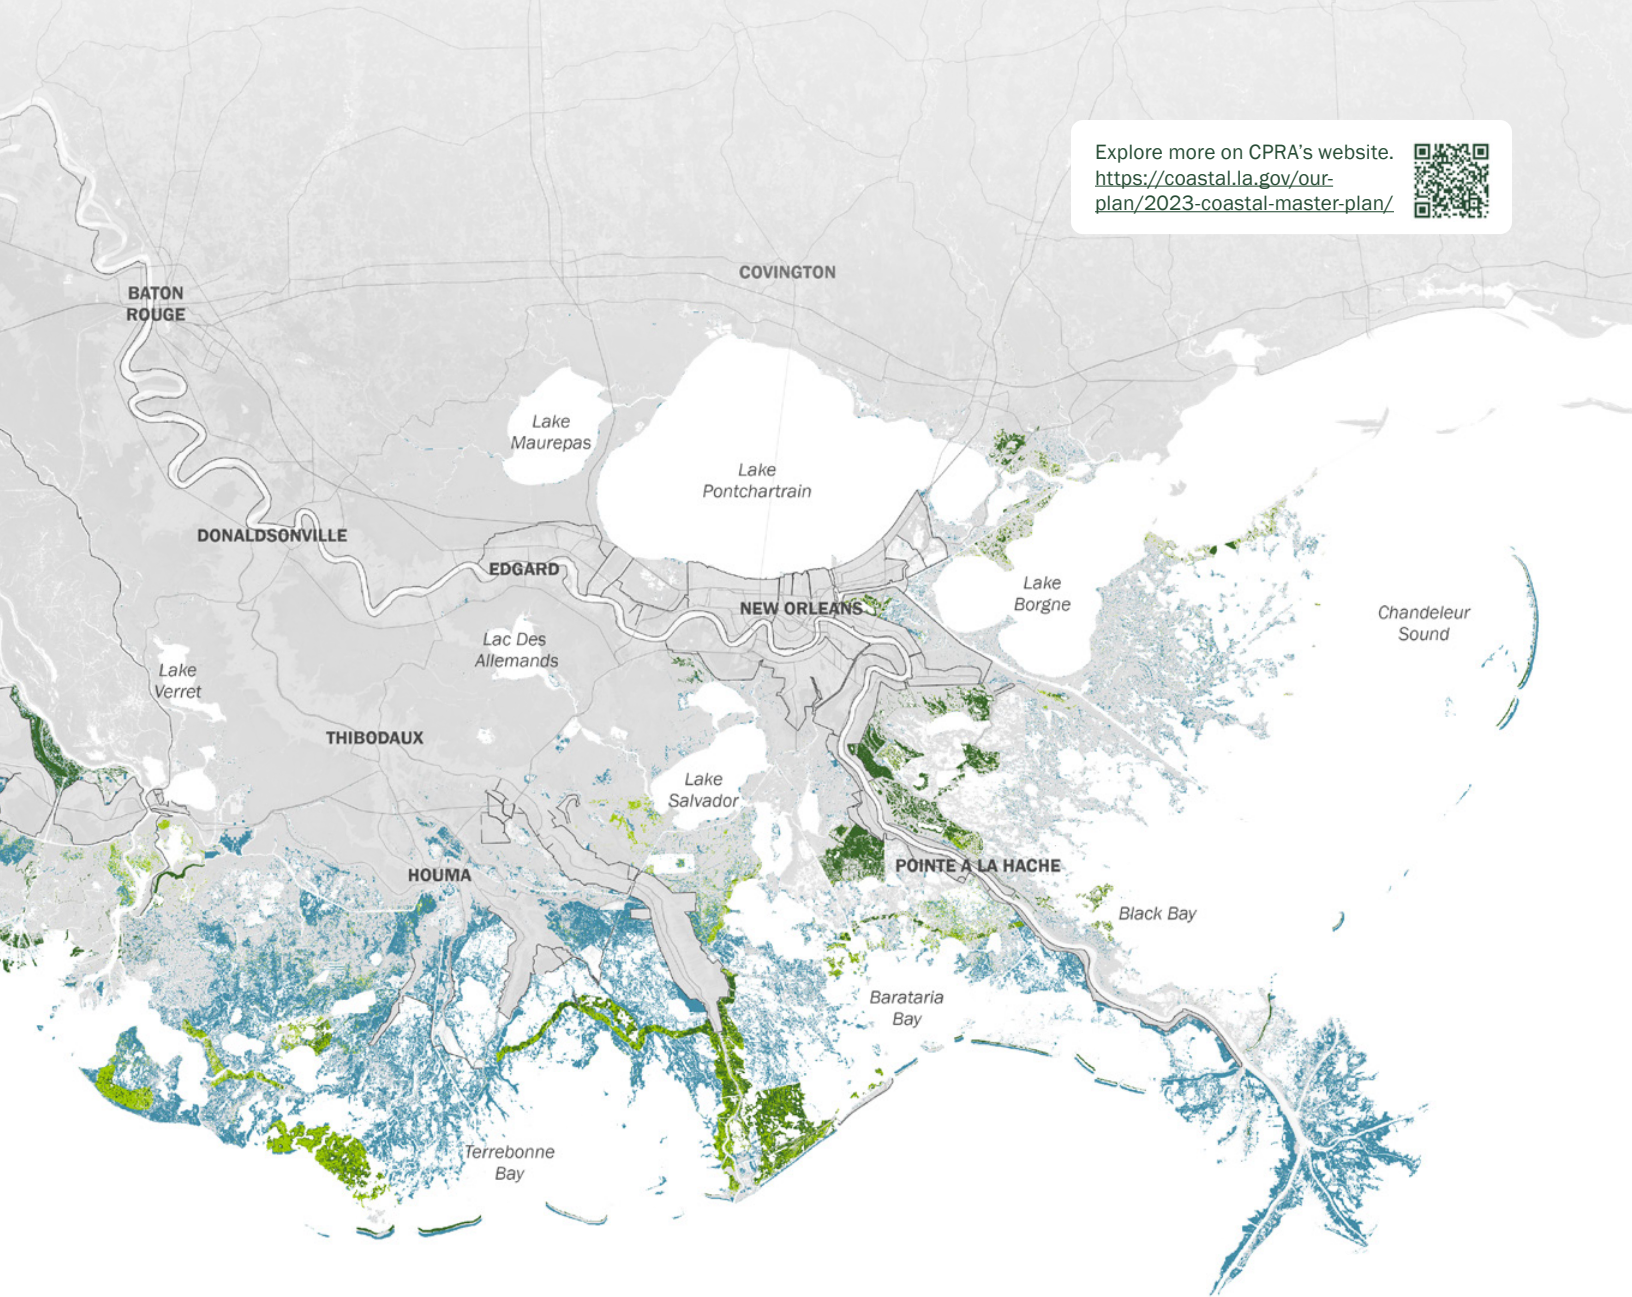 Explore more on CPRA’s website.
https://coastal.la.gov/our-
plan/2023-coastal-master-plan/
COVINGTON
BATON
ROUGE
Lake
Maurepas
Lake
Pontchartrain
DONALDSONVILLE
EDGARD
NEW ORLEANS
Lake
Borgne
Chandeleur
Sound
Lac Des
Allemands
Lake
Verret
THIBODAUX
Lake
Salvador
HOUMA
POINTE A LA HACHE
Black Bay
Barataria
Bay
Terrebonne
Bay